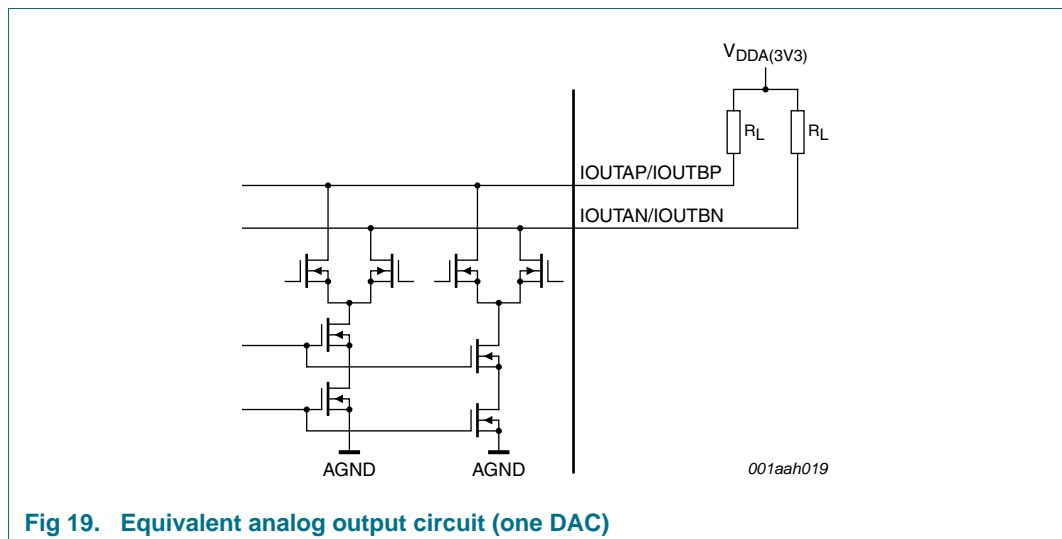 VDDA(3V3)
RL
RL
IOUTAP/IOUTBP
IOUTAN/IOUTBN
AGND
AGND
001aah019
Fig 19. Equivalent analog output circuit (one DAC)